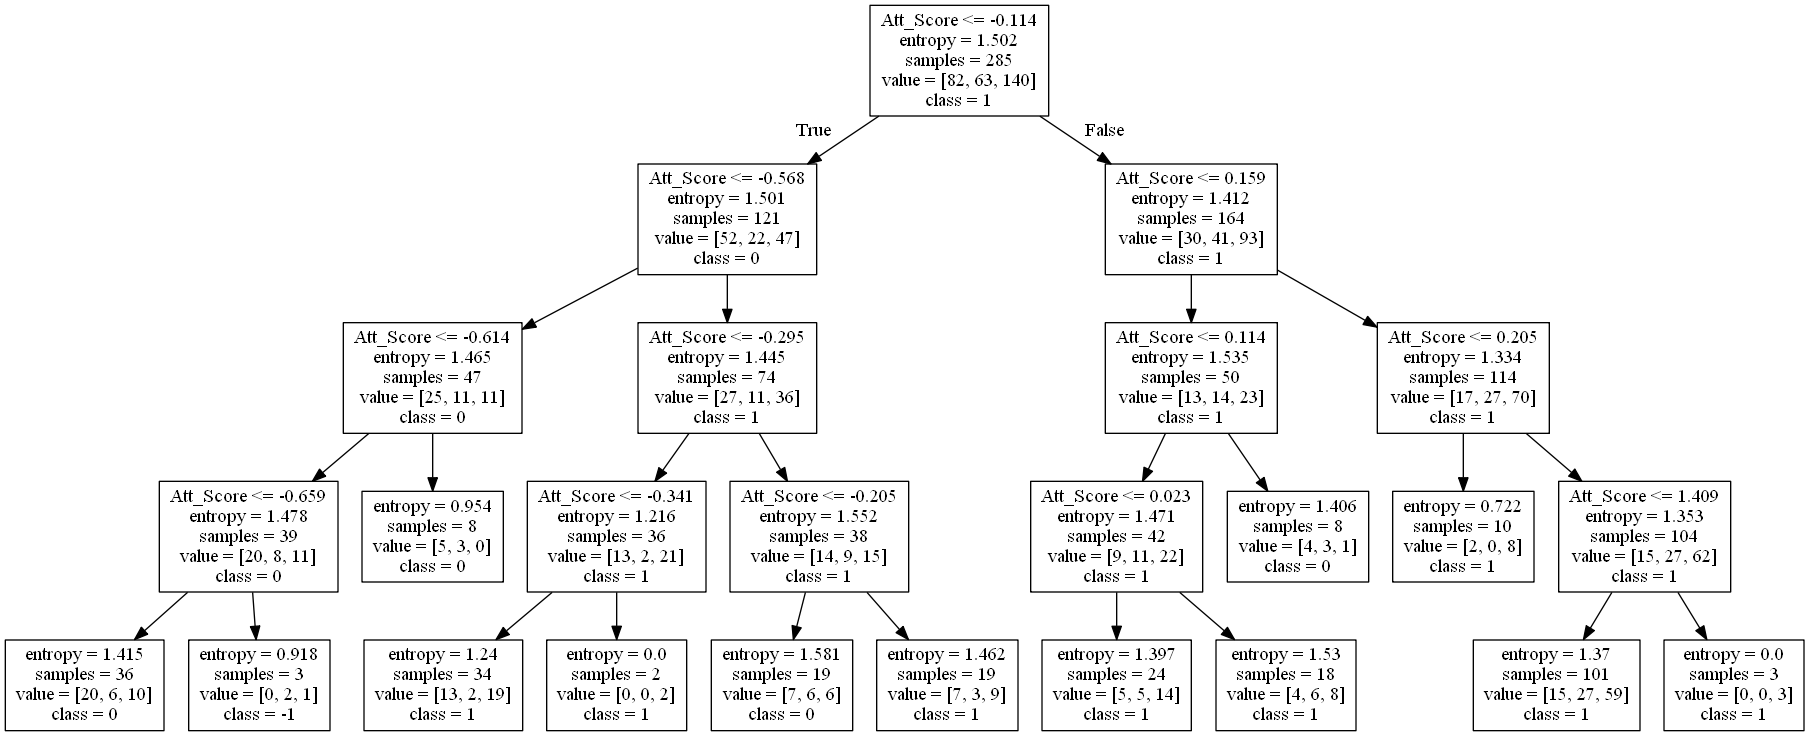 Att_Score <= -0.114
entropy = 1.502
samples = 285
value = [82, 63, 140]
class = 1
True
False
Att_Score <= -0.568
entropy = 1.501
samples = 121
value = [52, 22, 47]
class = 0
Att_Score <= 0.159
entropy = 1.412
samples = 164
value = [30, 41, 93]
class = 1
Att_Score <= -0.614
entropy = 1.465
samples = 47
value = [25, 11, 11]
class = 0
Att_Score <= -0.295
entropy = 1.445
samples = 74
value = [27, 11, 36]
class = 1
Att_Score <= 0.114
entropy = 1.535
samples = 50
value = [13, 14, 23]
class = 1
Att_Score <= 0.205
entropy = 1.334
samples = 114
value = [17, 27, 70]
class = 1
Att_Score <= -0.659
entropy = 1.478
samples = 39
value = [20, 8, 11]
class = 0
entropy = 0.954
samples = 8
value = [5, 3, 0]
class = 0
Att_Score <= -0.341
entropy = 1.216
samples = 36
value = [13, 2, 21]
class = 1
Att_Score <= -0.205
entropy = 1.552
samples = 38
value = [14, 9, 15]
class = 1
Att_Score <= 0.023
entropy = 1.471
samples = 42
value = [9, 11, 22]
class = 1
entropy = 1.406
samples = 8
value = [4, 3, 1]
class = 0
entropy = 0.722
samples = 10
value = [2, 0, 8]
class = 1
Att_Score <= 1.409
entropy = 1.353
samples = 104
value = [15, 27, 62]
class = 1
entropy = 1.415
samples = 36
value = [20, 6, 10]
class = 0
entropy = 0.918
samples = 3
value = [0, 2, 1]
class = -1
entropy = 1.24
samples = 34
value = [13, 2, 19]
class = 1
entropy = 0.0
samples = 2
value = [0, 0, 2]
class = 1
entropy = 1.581
samples = 19
value = [7, 6, 6]
class = 0
entropy = 1.462
samples = 19
value = [7, 3, 9]
class = 1
entropy = 1.397
samples = 24
value = [5, 5, 14]
class = 1
entropy = 1.53
samples = 18
value = [4, 6, 8]
class = 1
entropy = 1.37
samples = 101
value = [15, 27, 59]
class = 1
entropy = 0.0
samples = 3
value = [0, 0, 3]
class = 1